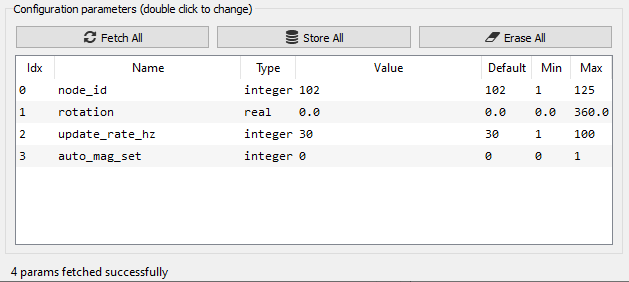 Configuration parameters (double click to change)
Fetch All Store All Erase All
Idx Name Type Value Default Min Max
0 node_id integer 102 102 1 125
1 rotation real 0.0 0.0 0.0 360.0
2 update_rate_hz integer 30 30 1 100
3 auto_mag_set integer 0 0 0 1
4 params fetched successfully